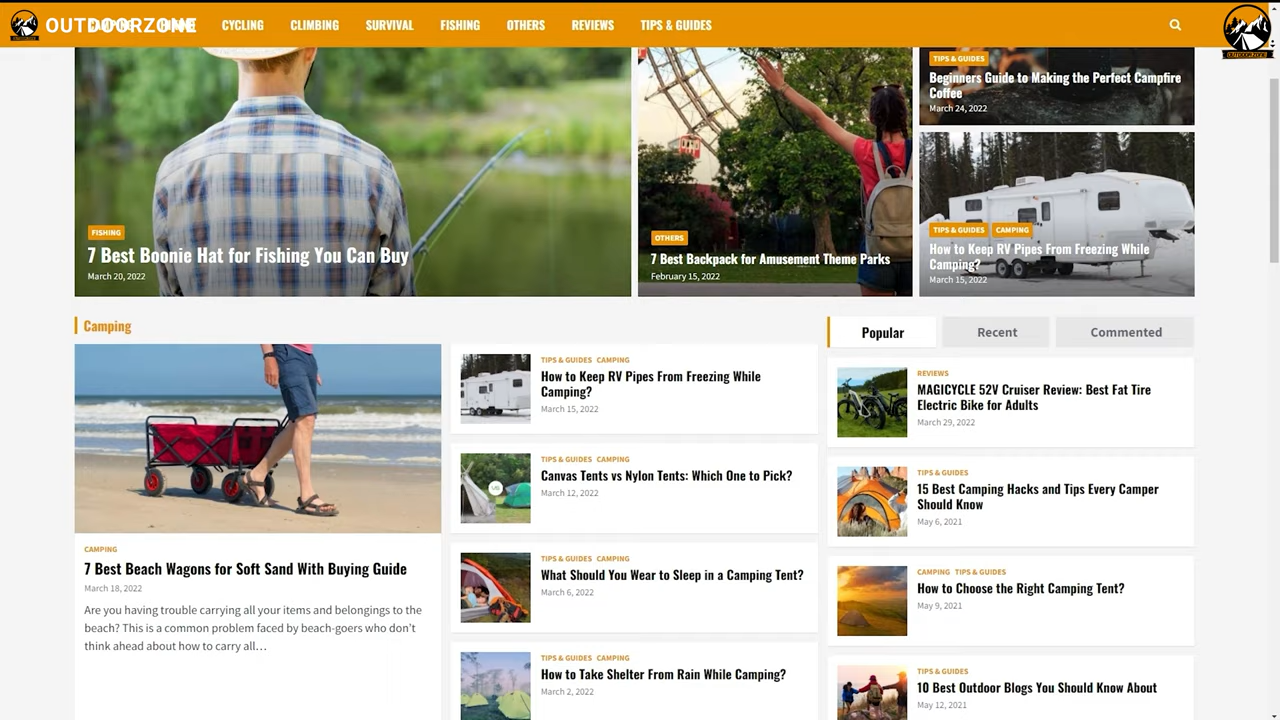 OUTDOORZONE
CYCLING
CLIMBING
SURVIVAL
FISHING
OTHERS
REVIEWS
TIPS & GUIDES
FISHING
7 Best Boonie Hat for Fishing You Can Buy
March 20, 2022
OTHERS
7 Best Backpack for Amusement Theme Parks
February 15, 2022
TIPS & GUIDES
Beginners Guide to Making the Perfect Campfire
Coffee
March 24, 2022
TIPS & GUIDES CAMPING
How to Keep RV Pipes From Freezing While
Camping?
March 15, 2022
Camping
CAMPING
7 Best Beach Wagons for Soft Sand With Buying Guide
March 18, 2022
Are you having trouble carrying all your items and belongings to the
beach? This is a common problem faced by beach-goers who don't
think ahead about how to carry all…
TIPS & GUIDES CAMPING
How to Keep RV Pipes From Freezing While
Camping?
March 15, 2022
TIPS & GUIDES CAMPING
Canvas Tents vs Nylon Tents: Which One to Pick?
March 12, 2022
TIPS & GUIDES CAMPING
What Should You Wear to Sleep in a Camping Tent?
March 6, 2022
TIPS & GUIDES CAMPING
How to Take Shelter From Rain While Camping?
March 2, 2022
Popular
Recent
Commented
REVIEWS
MAGICYCLE 52V Cruiser Review: Best Fat Tire
Electric Bike for Adults
March 29, 2022
TIPS & GUIDES
15 Best Camping Hacks and Tips Every Camper
Should Know
May 6, 2021
CAMPING TIPS & GUIDES
How to Choose the Right Camping Tent?
May 9, 2021
TIPS & GUIDES
10 Best Outdoor Blogs You Should Know About
May 12, 2021